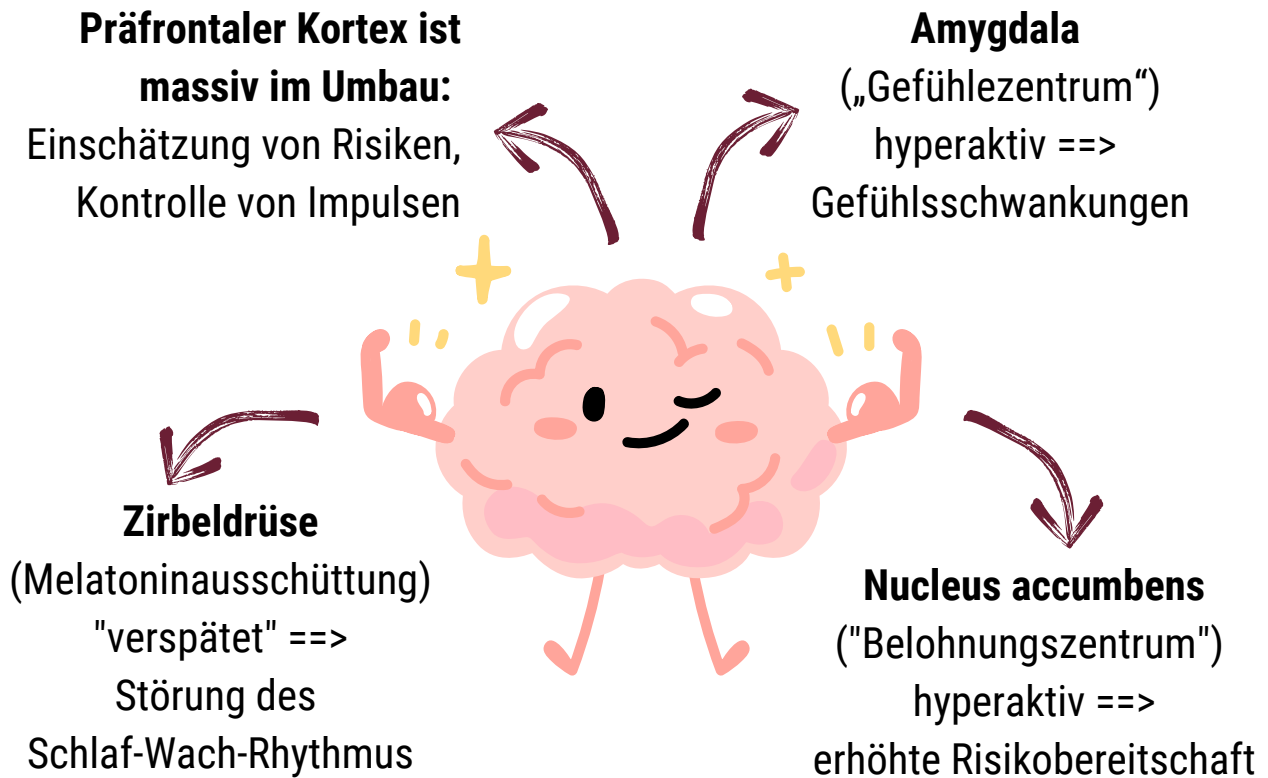 Präfrontaler Kortex ist
massiv im Umbau:
Einschätzung von Risiken,
Kontrolle von Impulsen
Amygdala
(„Gefühlezentrum“)
hyperaktiv ==>
Gefühlsschwankungen
Zirbeldrüse
(Melatoninausschüttung)
"verspätet" ==>
Störung des
Schlaf-Wach-Rhythmus
Nucleus accumbens
("Belohnungszentrum")
hyperaktiv ==>
erhöhte Risikobereitschaft